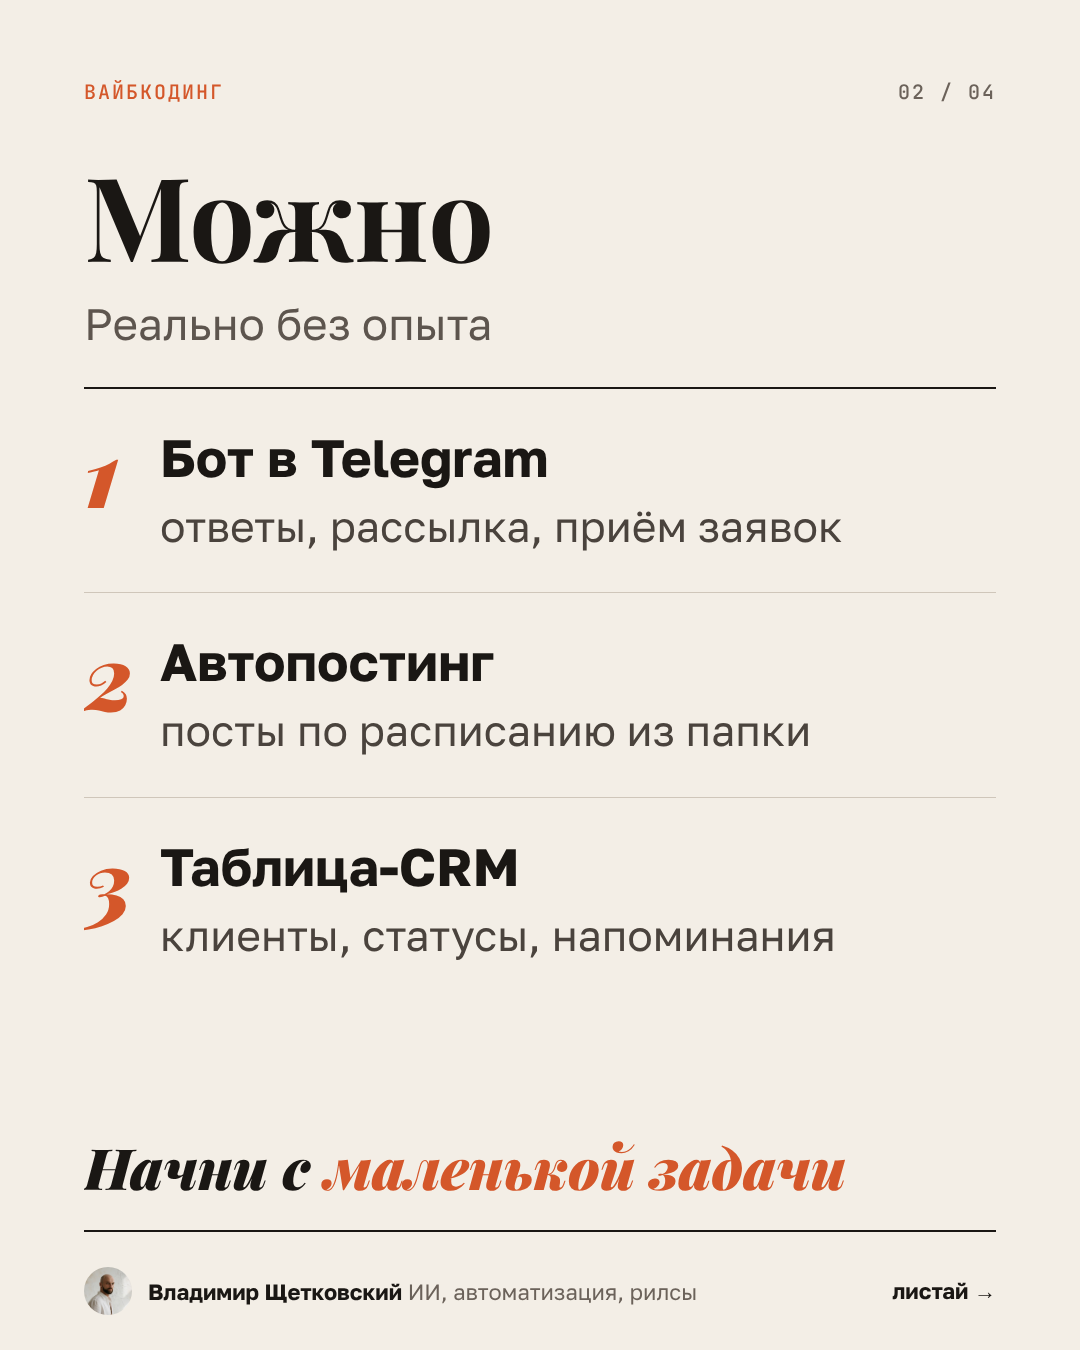 ВАЙБКОДИНГ
02 / 04
Можно
Реально без опыта
1
Бот в Telegram
ответы, рассылка, приём заявок
2
Автопостинг
посты по расписанию из папки
3
Таблица-CRM
клиенты, статусы, напоминания
Начни с маленькой задачи
Владимир Щетковский ИИ, автоматизация, рилсы
листай →